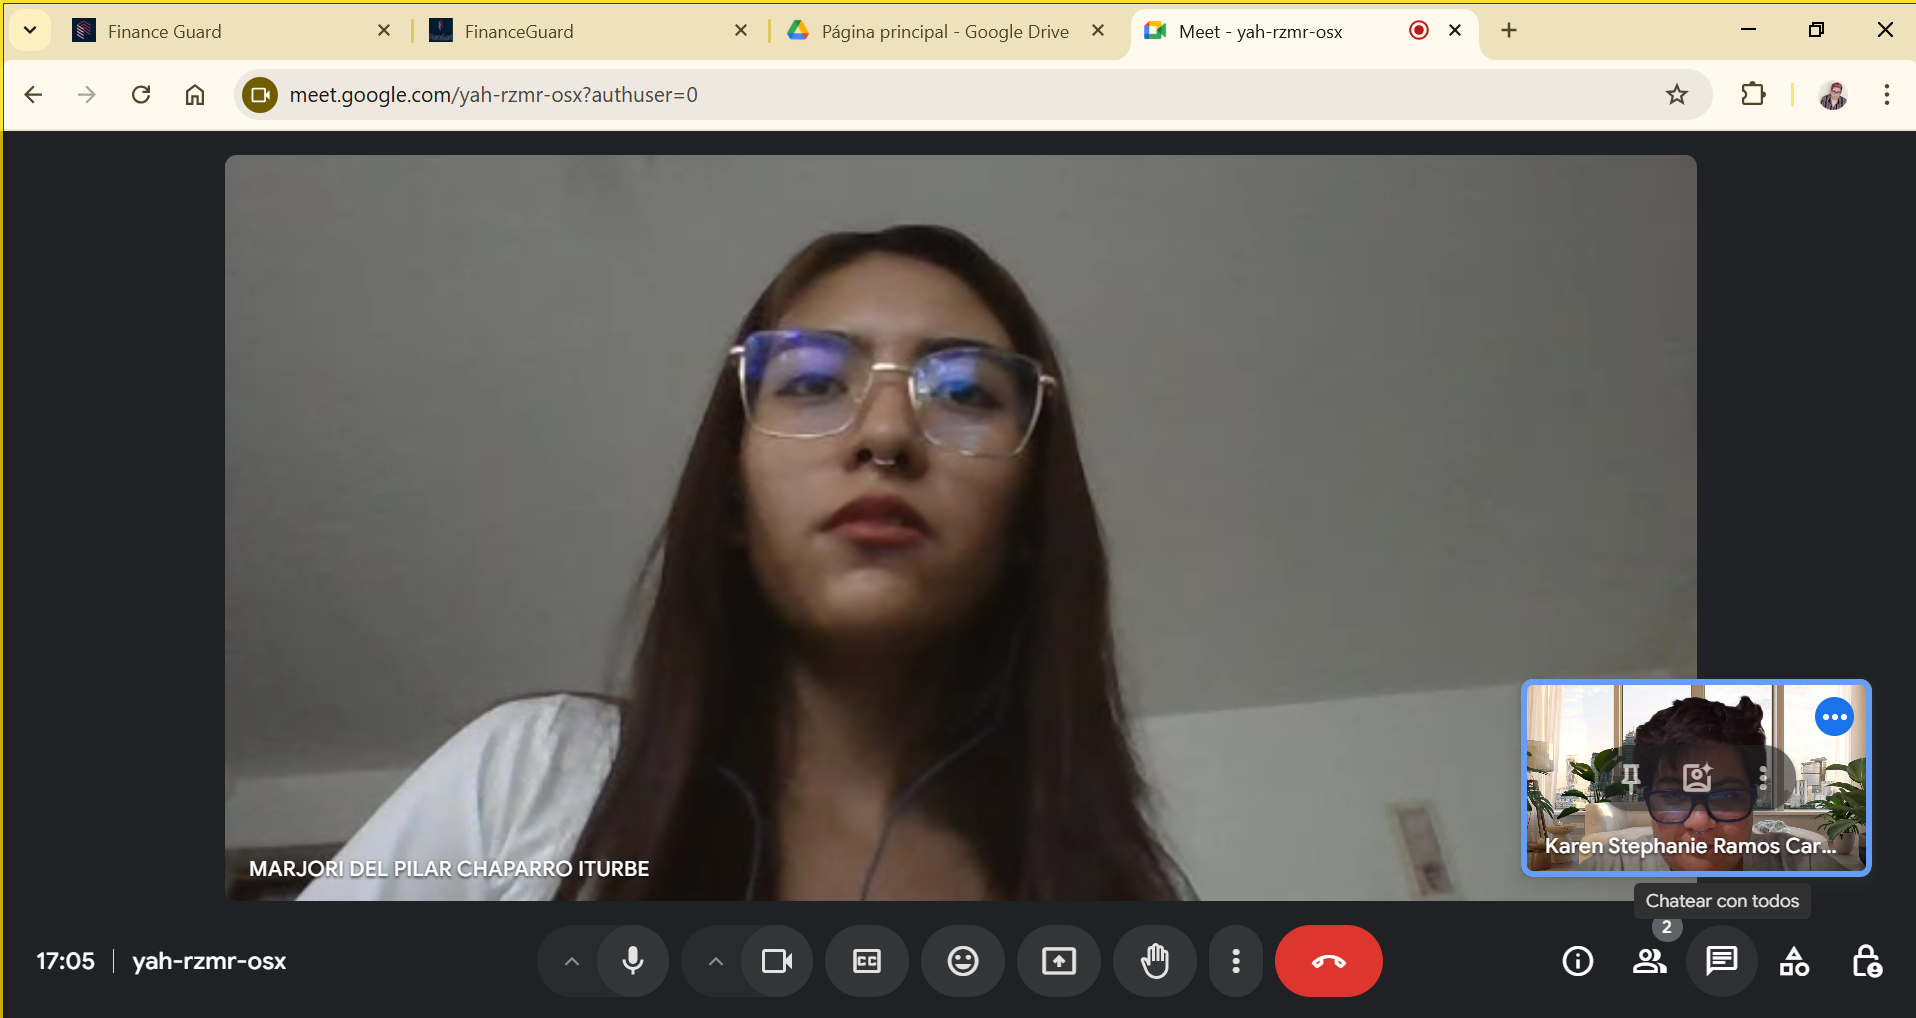 Finance Guard
FinanceGuard
Página principal - Google Drive
Meet - yah-rzmr-osx
meet.google.com/yah-rzmr-osx?authuser=0
MARJORI DEL PILAR CHAPARRO ITURBE
Karen Stephanie Ramos Car...
Chatear con todos
2
17:05
yah-rzmr-osx
CC